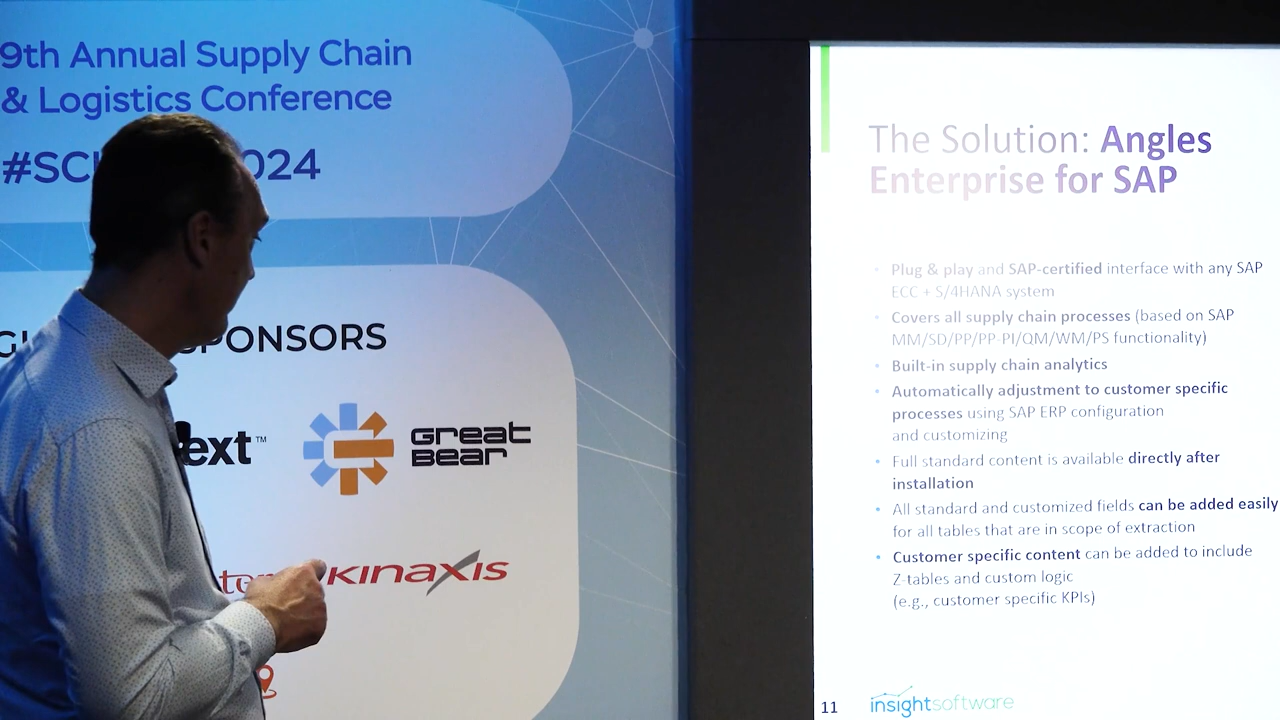 9th Annual Supply Chain
& Logistics Conference
#SC 024
SPONSORS
ext™
GREAT
BEAR
KINAXIS
The Solution: Angles
Enterprise for SAP
• Plug & play and SAP-certified interface with any SAP
ECC + S/4HANA system
• Covers all supply chain processes (based on SAP
MM/SD/PP/PP-PI/QM/WM/PS functionality)
• Built-in supply chain analytics
• Automatically adjustment to customer specific
processes using SAP ERP configuration
and customizing
• Full standard content is available directly after
installation
• All standard and customized fields can be added easily
for all tables that are in scope of extraction
• Customer specific content can be added to include
Z-tables and custom logic
(e.g., customer specific KPIs)
11
insightsoftware